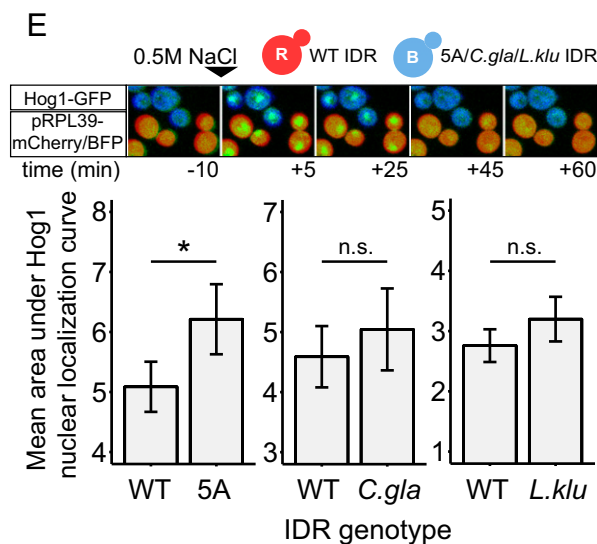 E
0.5M NaCl R WT IDR B 5A/C.gla/L.klu IDR
Hog1-GFP
pRPL39-
mCherry/BFP
time (min) -10 +5 +25 +45 +60
Mean area under Hog1
nuclear localization curve
8
7
6
5
4
*
WT 5A
7
6
5
4
3
n.s.
WT C.gla
5
4
3
2
1
n.s.
WT L.klu
IDR genotype